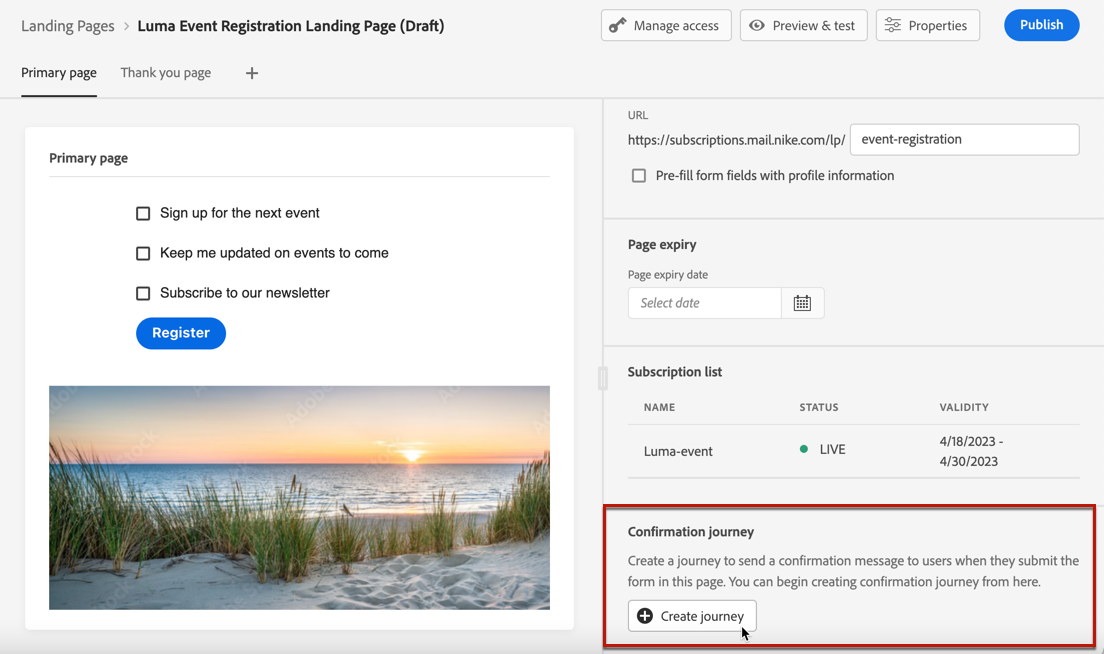 Landing Pages > Luma Event Registration Landing Page (Draft)
Manage access
Preview & test
Properties
Publish
Primary page
Thank you page
Primary page
Sign up for the next event
Keep me updated on events to come
Subscribe to our newsletter
Register
URL
https://subscriptions.mail.nike.com/lp/ event-registration
Pre-fill form fields with profile information
Page expiry
Page expiry date
Select date
Subscription list
NAME STATUS VALIDITY
Luma-event LIVE 4/18/2023 -
4/30/2023
Confirmation journey
Create a journey to send a confirmation message to users when they submit the
form in this page. You can begin creating confirmation journey from here.
Create journey